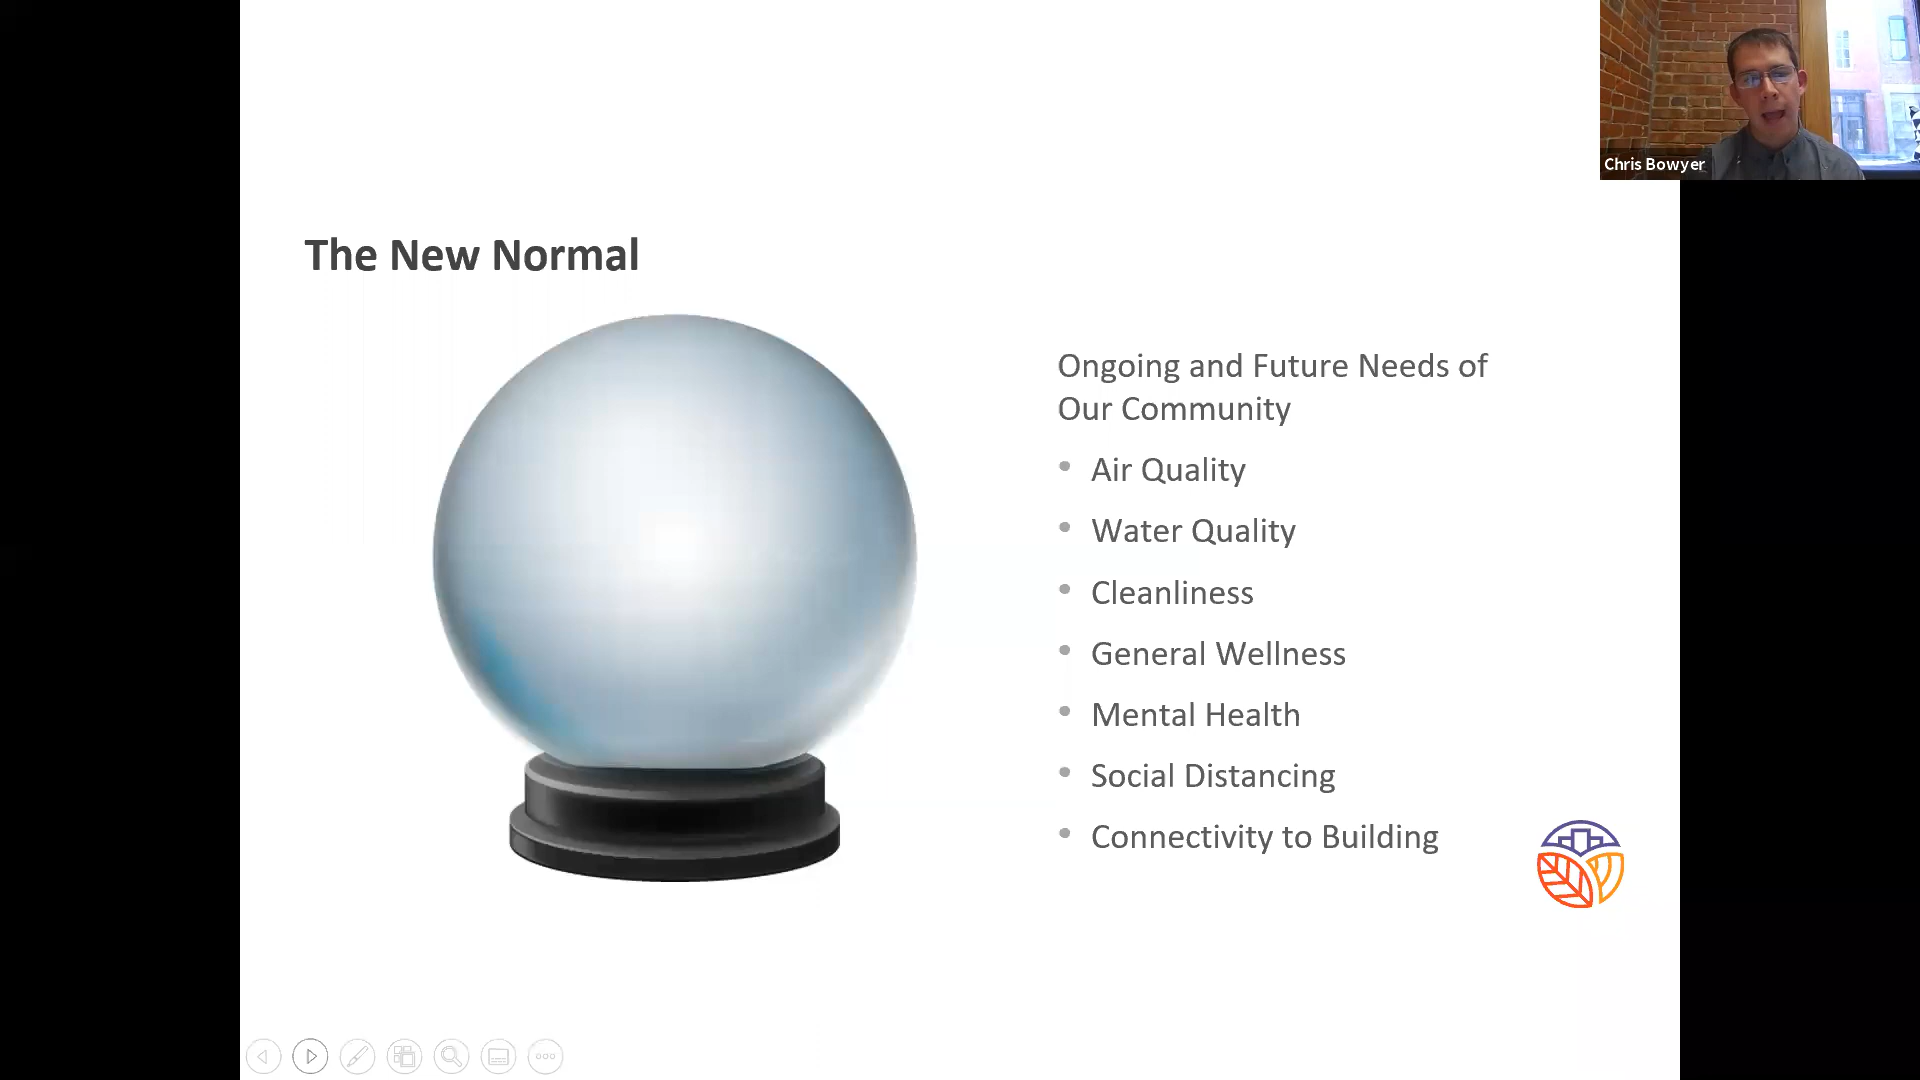 Chris Bowyer
The New Normal
Ongoing and Future Needs of
Our Community
• Air Quality
• Water Quality
• Cleanliness
• General Wellness
• Mental Health
• Social Distancing
• Connectivity to Building